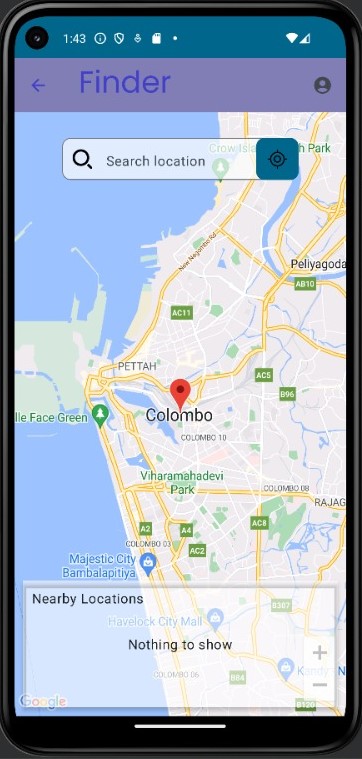 1:43
Finder
Crow Island Beach Park
Search location
New Negombo Rd
Peliyagoda
AB10
AC11
PETTAH
AC5
B96
Colombo
lle Face Green
COLOMBO 10
Viharamahadevi
Park
COLOMBO 08
RAJAG
A2
A4
AC8
COLOMBO 03
AC2
Majestic City
Bambalapitiya
Nearby Locations
B387
Havelock City Mall
Nothing to show
COLOMBO 06
B84
B120
Google